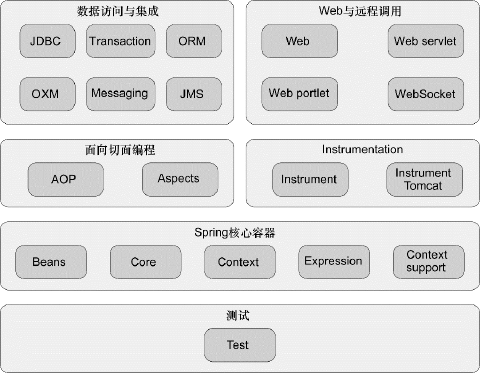 数据访问与集成
JDBC
Transaction
ORM
OXM
Messaging
JMS
Web与远程调用
Web
Web servlet
Web portlet
WebSocket
面向切面编程
AOP
Aspects
Instrumentation
Instrument
Instrument
Tomcat
Spring核心容器
Beans
Core
Context
Expression
Context
support
测试
Test